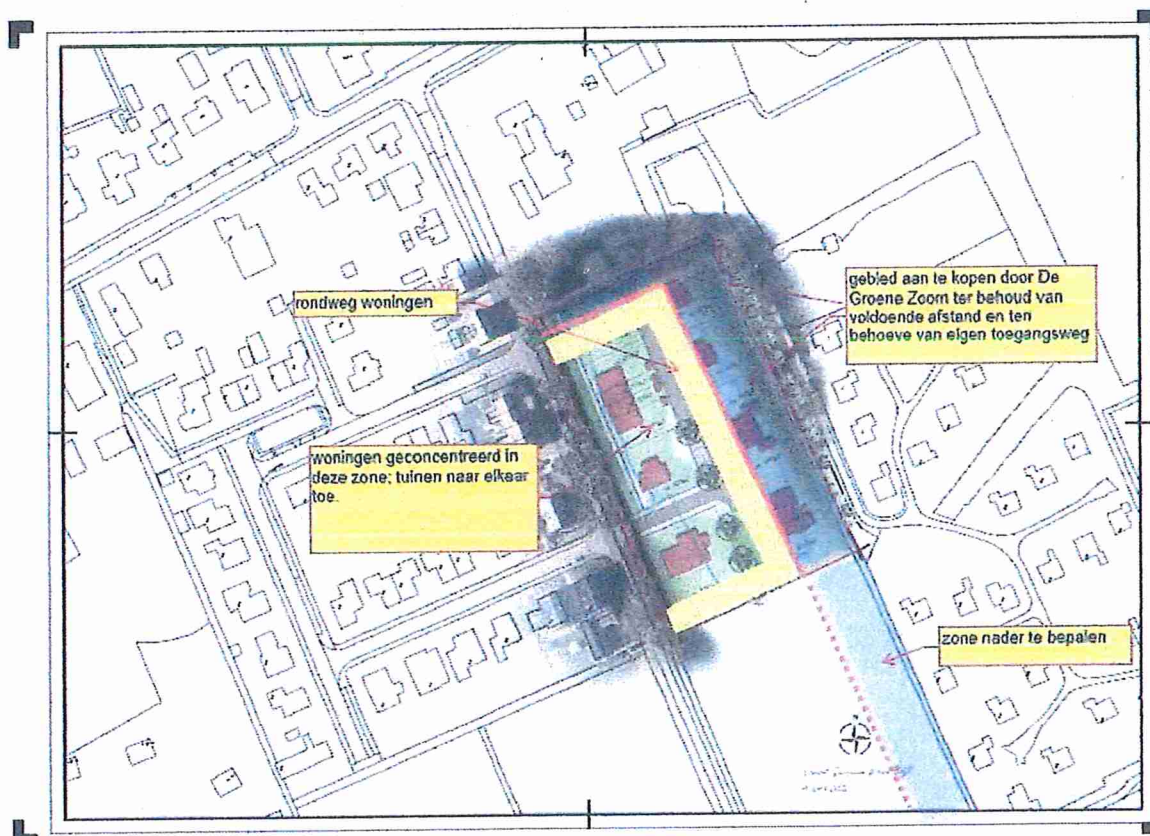 rondweg woningen
gebied aan te kopen door De
Groene Zoom ter behoud van
voldoende afstand en ten
behoeve van eigen toegangsweg
woningen geconcentreerd in
deze zone; tuinen naar elkaar
toe.
zone nader te bepalen